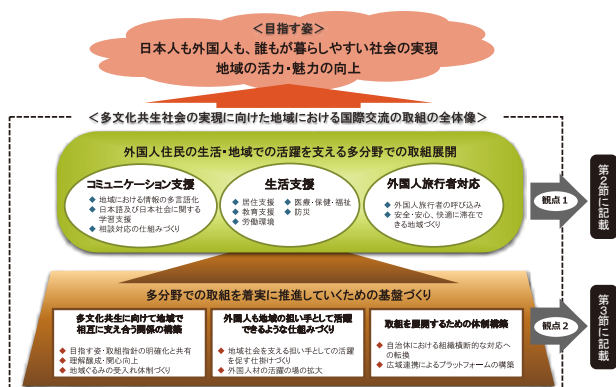 ＜目指す姿＞
日本人も外国人も、誰もが暮らしやすい社会の実現
地域の活力・魅力の向上
＜多文化共生社会の実現に向けた地域における国際交流の取組の全体像＞
外国人住民の生活・地域での活躍を支える多分野での取組展開
コミュニケーション支援
◆ 地域における情報の多言語化
◆ 日本語及び日本社会に関する
学習支援
◆ 相談対応の仕組みづくり
生活支援
◆ 居住支援 ◆ 医療・保健・福祉
◆ 教育支援 ◆ 防災
◆ 労働環境
外国人旅行者対応
◆ 外国人旅行者の呼び込み
◆ 安全・安心、快適に滞在で
きる地域づくり
観点１
第２節に記載
多分野での取組を着実に推進していくための基盤づくり
多文化共生に向けて地域で
相互に支え合う関係の構築
◆ 目指す姿・取組指針の明確化と共有
◆ 理解醸成・関心向上
◆ 地域ぐるみの受入れ体制づくり
外国人も地域の担い手として活躍
できるような仕組みづくり
◆ 地域社会を支える担い手としての活躍
を促す仕掛けづくり
◆ 外国人材の活躍の場の拡大
取組を展開するための体制構築
◆ 自治体における組織横断的な対応へ
の転換
◆ 広域連携によるプラットフォームの構築
観点２
第３節に記載